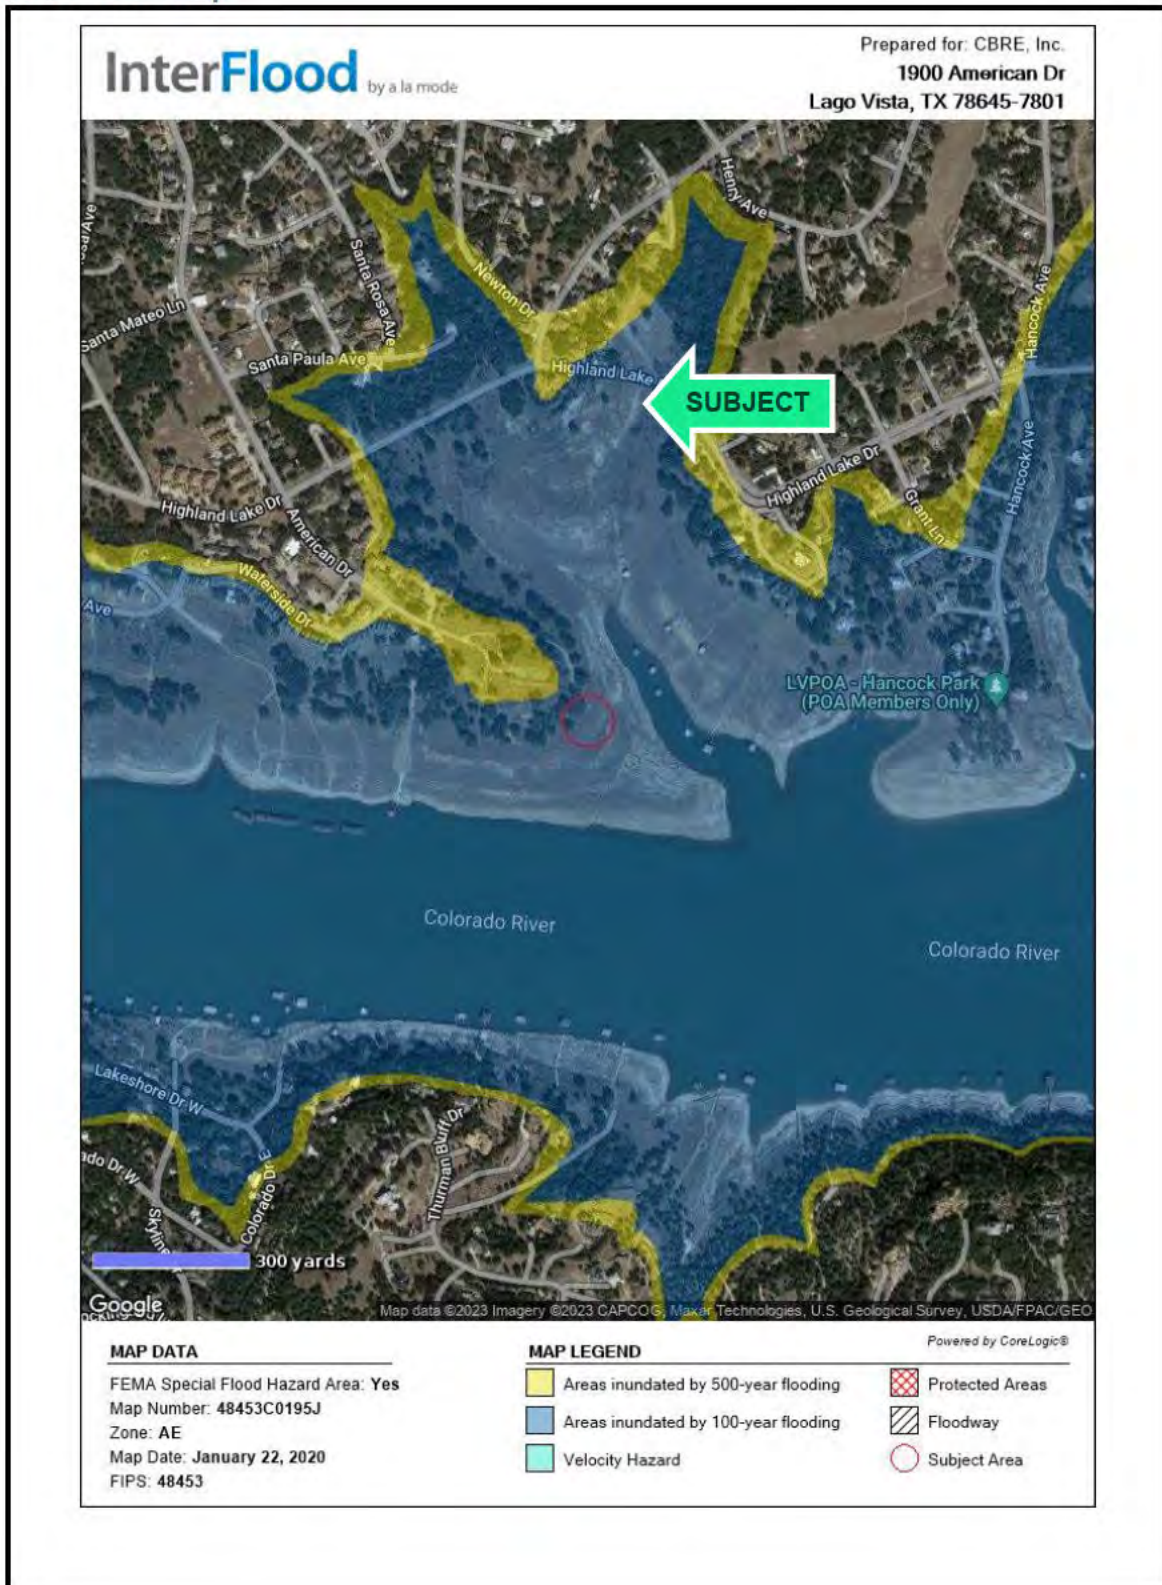 InterFlood by a la mode
Prepared for: CBRE, Inc.
1900 American Dr
Lago Vista, TX 78645-7801
Henry Ave
Santa Rosa Ave
Newton Dr
Hancock Ave
Santa Mateo Ln
Santa Paula Ave
Highland Lake
SUBJECT
Highland Lake Dr
Hancock Ave
Grant Ln
Highland Lake Dr
American Dr
Waterside Dr
Ave
LVPOA - Hancock Park
(POA Members Only)
Colorado River
Colorado River
Lakeshore Dr W
Thurman Bluff Dr
Colorado Dr E
ado Dr W
300 yards
Google
Map data ©2023 Imagery ©2023 CAPCOG, Maxar Technologies, U.S. Geological Survey, USDA/FPAC/GEO
Powered by CoreLogic®
MAP DATA
FEMA Special Flood Hazard Area: Yes
Map Number: 48453C0195J
Zone: AE
Map Date: January 22, 2020
FIPS: 48453
MAP LEGEND
Areas inundated by 500-year flooding
Areas inundated by 100-year flooding
Velocity Hazard
Protected Areas
Floodway
Subject Area